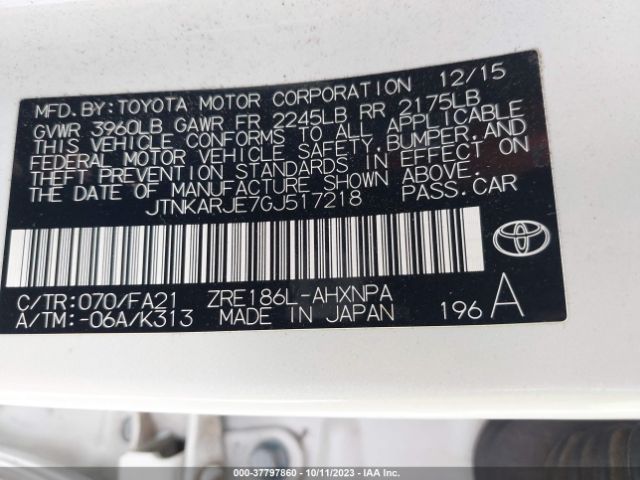 MFD.BY:TOYOTA MOTOR CORPORATION 12/15
GVWR 3960LB GAWR FR 2245LB RR 2175LB
THIS VEHICLE CONFORMS TO ALL APPLICABLE
FEDERAL MOTOR VEHICLE SAFETY,BUMPER,AND
THEFT PREVENTION STANDARDS IN EFFECT ON
THE DATE OF MANUFACTURE SHOWN ABOVE.
JTNKARJE7GJ517218 PASS.CAR
C/TR:070/FA21 ZRE186L-AHXNPA
A/TM:-06A/K313 MADE IN JAPAN 196 A
000-37797860 - 10/11/2023 - IAA Inc.